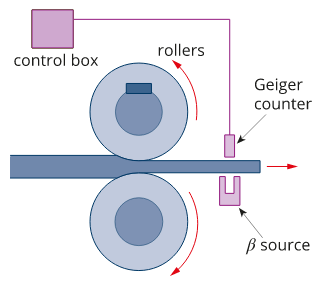 control box
rollers
Geiger
counter
β source